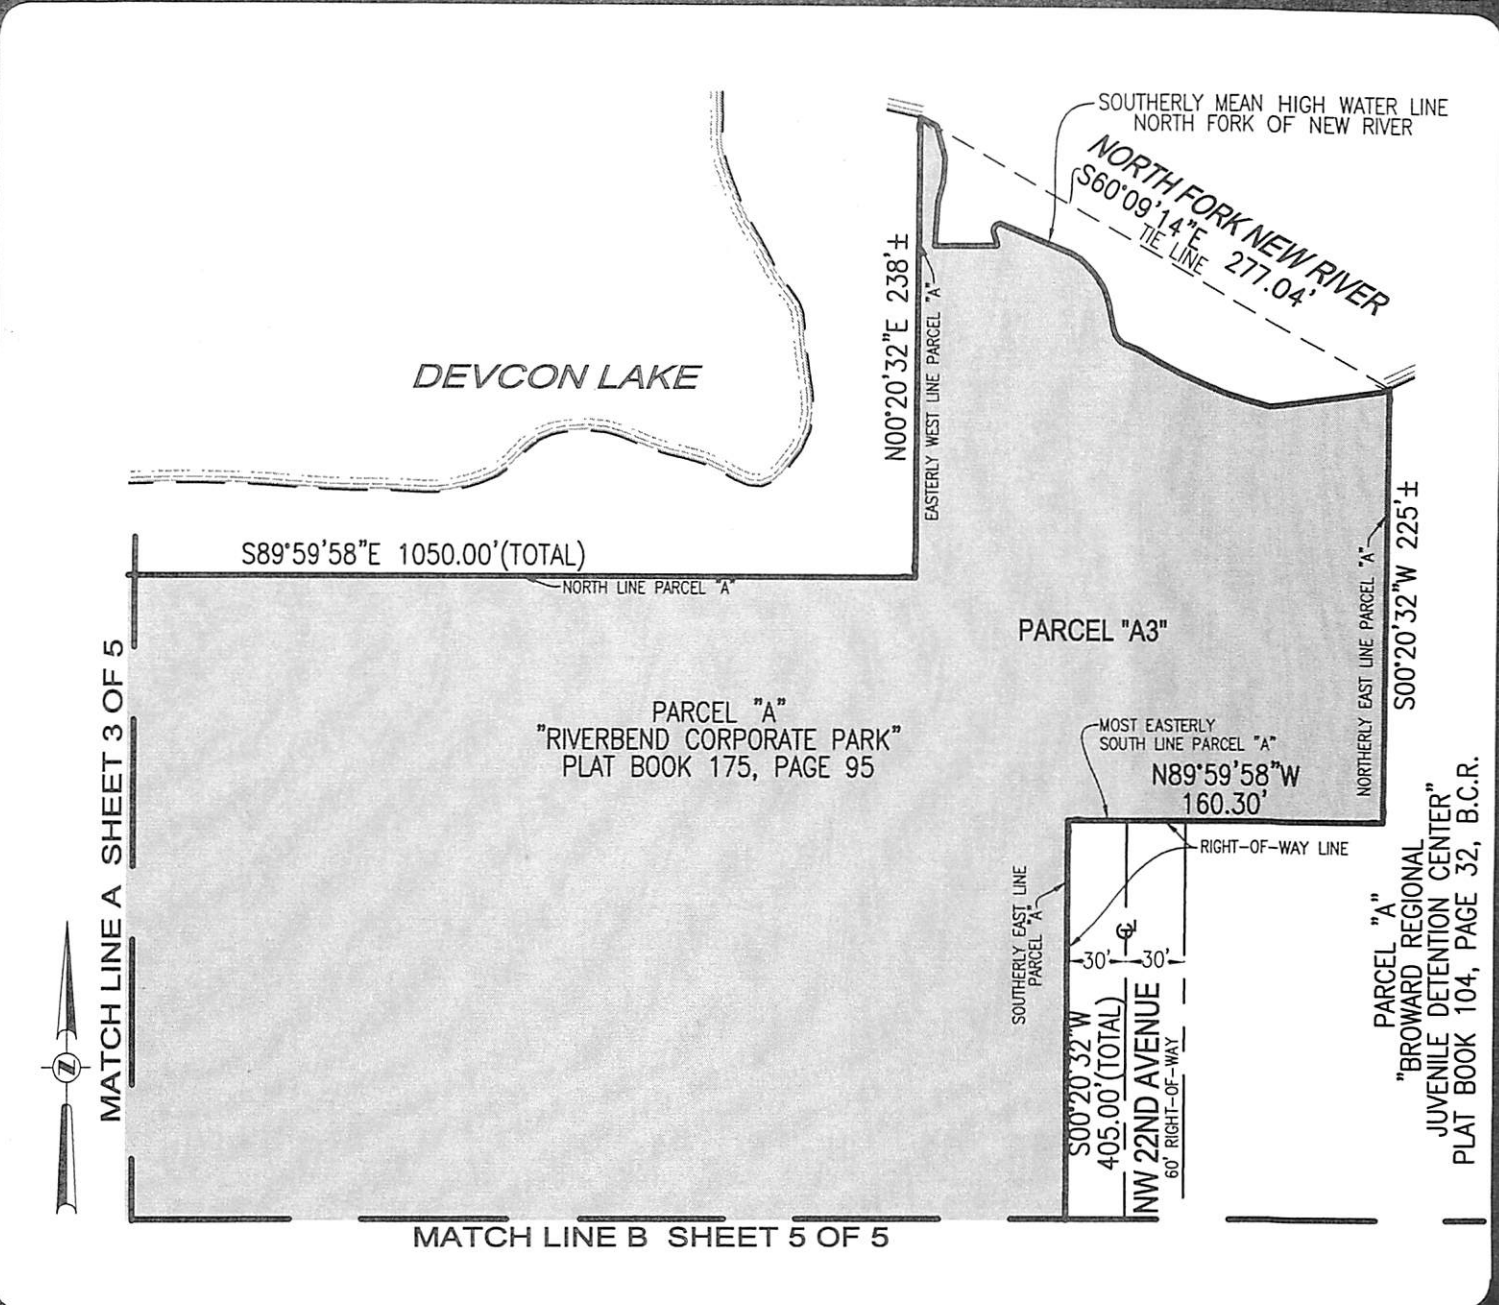 SOUTHERLY MEAN HIGH WATER LINE
NORTH FORK OF NEW RIVER
NORTH FORK NEW RIVER
S60°09'14"E 277.04'
TIE LINE
N00°20'32"E 238'±
EASTERLY WEST LINE PARCEL "A"
DEVCON LAKE
S89°59'58"E 1050.00'(TOTAL)
NORTH LINE PARCEL "A"
PARCEL "A3"
S00°20'32"W 225'±
NORTHERLY EAST LINE PARCEL "A"
PARCEL "A"
"RIVERBEND CORPORATE PARK"
PLAT BOOK 175, PAGE 95
MOST EASTERLY
SOUTH LINE PARCEL "A"
N89°59'58"W
160.30'
RIGHT-OF-WAY LINE
SOUTHERLY EAST LINE
PARCEL "A"
℄
30'
30'
S00°20'32"W
405.00'(TOTAL)
NW 22ND AVENUE
60' RIGHT-OF-WAY
PARCEL "A"
"BROWARD REGIONAL
JUVENILE DETENTION CENTER"
PLAT BOOK 104, PAGE 32, B.C.R.
MATCH LINE A SHEET 3 OF 5
Z
MATCH LINE B SHEET 5 OF 5